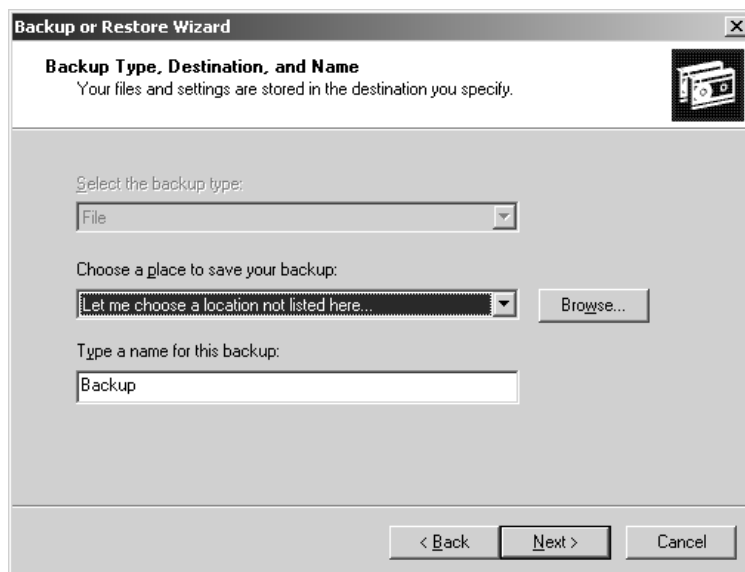 Backup or Restore Wizard
Backup Type, Destination, and Name
Your files and settings are stored in the destination you specify.
Select the backup type:
File
Choose a place to save your backup:
Let me choose a location not listed here...
Browse...
Type a name for this backup:
Backup
< Back
Next >
Cancel